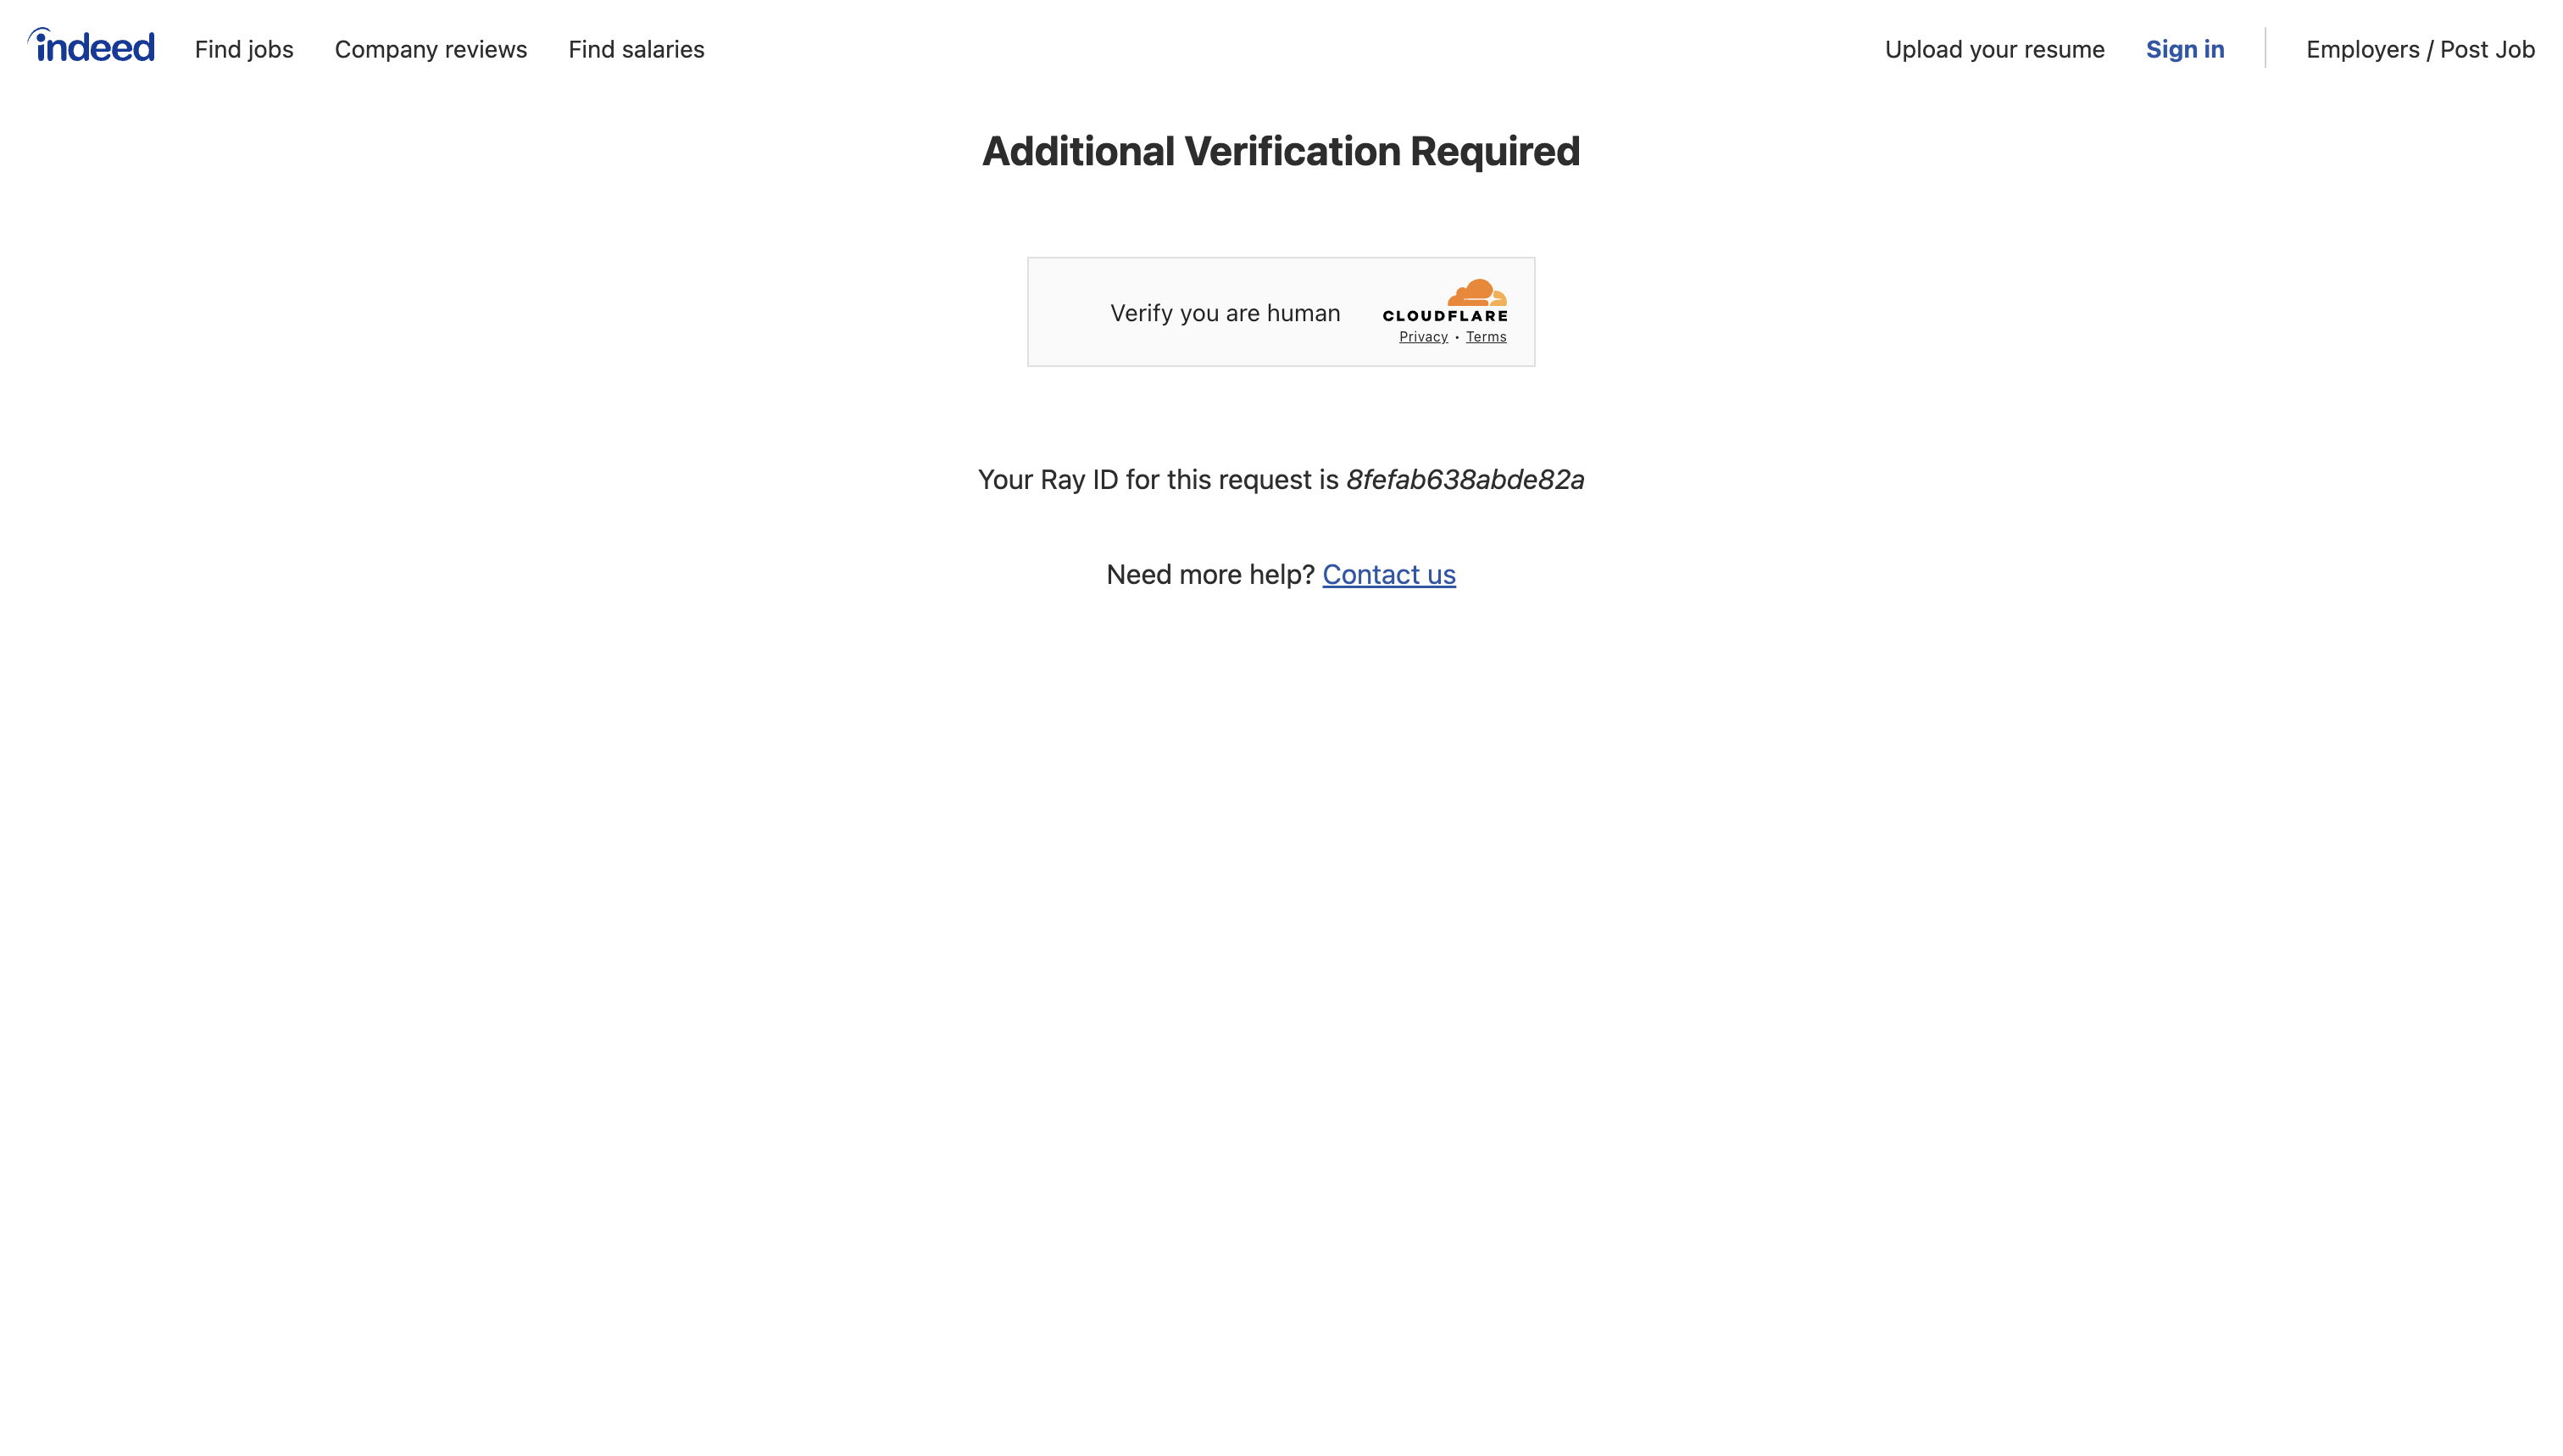 indeed Find jobs Company reviews Find salaries Upload your resume Sign in Employers / Post Job
Additional Verification Required
Verify you are human
CLOUDFLARE
Privacy • Terms
Your Ray ID for this request is 8fefab638abde82a
Need more help? Contact us